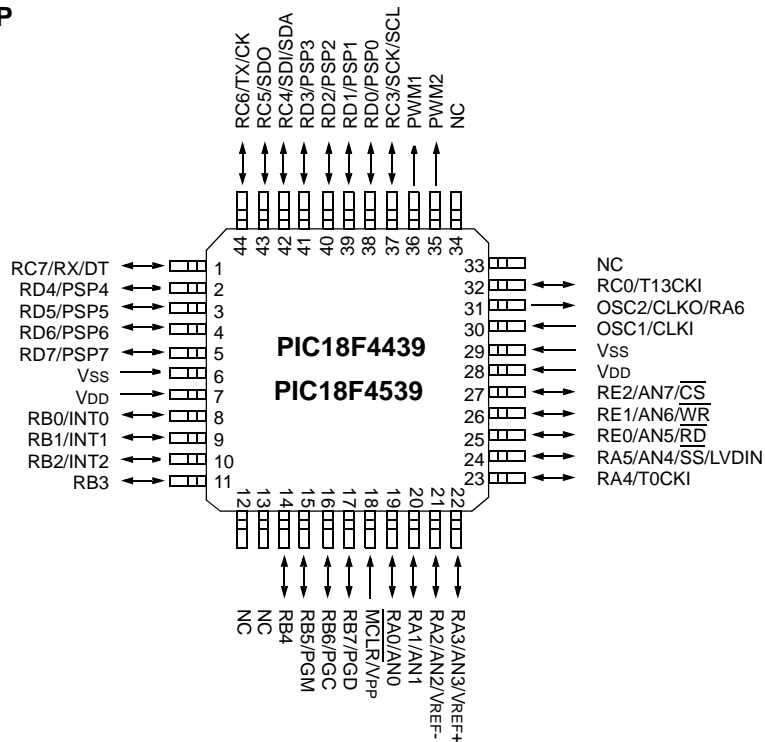 P
RC6/TX/CK
RC5/SDO
RC4/SDI/SDA
RD3/PSP3
RD2/PSP2
RD1/PSP1
RD0/PSP0
RC3/SCK/SCL
PWM1
PWM2
NC
44
43
42
41
40
39
38
37
36
35
34
RC7/RX/DT 1
RD4/PSP4 2
RD5/PSP5 3
RD6/PSP6 4
RD7/PSP7 5
VSS 6
VDD 7
RB0/INT0 8
RB1/INT1 9
RB2/INT2 10
RB3 11
PIC18F4439
PIC18F4539
33 NC
32 RC0/T13CKI
31 OSC2/CLKO/RA6
30 OSC1/CLKI
29 VSS
28 VDD
27 RE2/AN7/CS
26 RE1/AN6/WR
25 RE0/AN5/RD
24 RA5/AN4/SS/LVDIN
23 RA4/T0CKI
12
13
14
15
16
17
18
19
20
21
22
NC
NC
RB4
RB5/PGM
RB6/PGC
RB7/PGD
MCLR/VPP
RA0/AN0
RA1/AN1
RA2/AN2/VREF-
RA3/AN3/VREF+